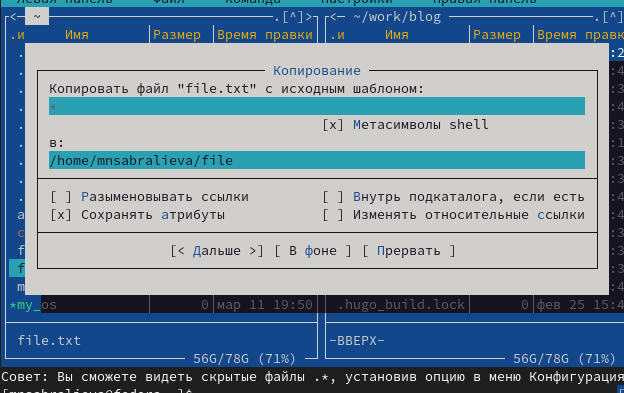 Левая панель Файл Команда Настройки Правая панель
<─ ~ .[^]>
<─ ~/work/blog .[^]>
.и Имя Размер Время правки
.и Имя Размер Время правк
Копирование
Копировать файл "file.txt" с исходным шаблоном:
*
[x] Метасимволы shell
в:
/home/mnsabralieva/file
[ ] Разыменовывать ссылки [ ] Внутрь подкаталога, если есть
[x] Сохранять атрибуты [ ] Изменять относительные ссылки
[< Дальше >] [ В фоне ] [ Прервать ]
*my_os 0 мар 11 19:50
.hugo_build.lock 0 фев 25 15:4
file.txt
-ВВЕРХ-
56G/78G (71%)
56G/78G (71%)
Совет: Вы сможете видеть скрытые файлы .*, установив опцию в меню Конфигурация